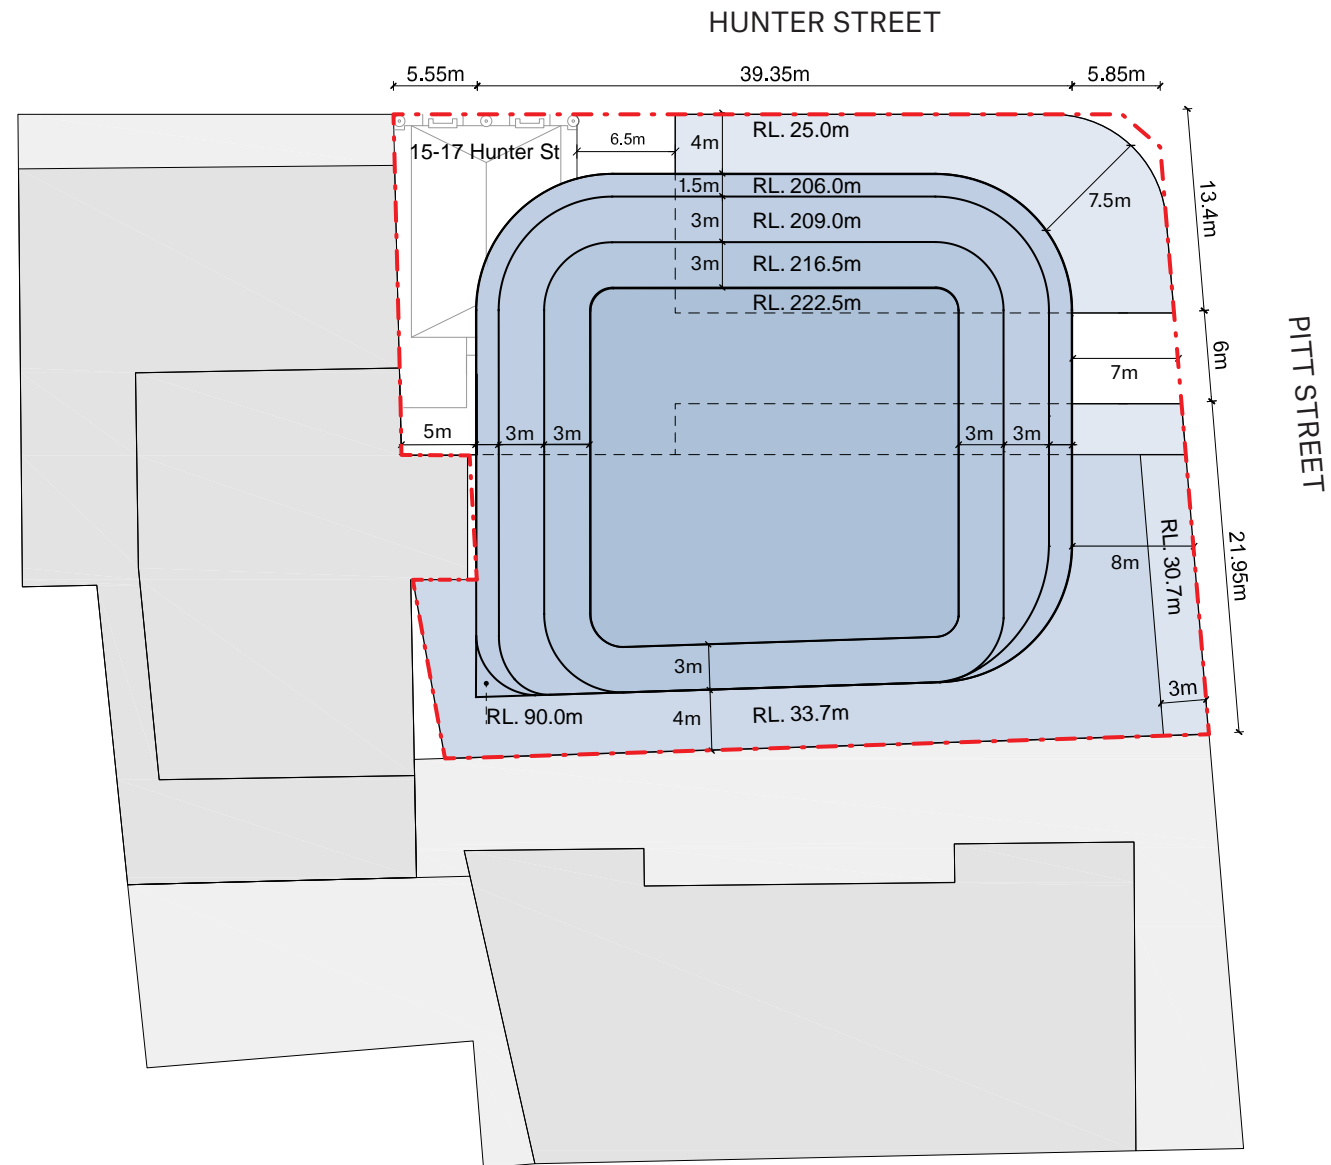 HUNTER STREET
5.55m
39.35m
5.85m
15-17 Hunter St
6.5m
4m
RL. 25.0m
1.5m
RL. 206.0m
3m
RL. 209.0m
3m
RL. 216.5m
RL. 222.5m
7.5m
13.4m
6m
7m
PITT STREET
5m
3m
3m
3m
3m
8m
RL. 30.7m
21.95m
3m
3m
RL. 90.0m
4m
RL. 33.7m